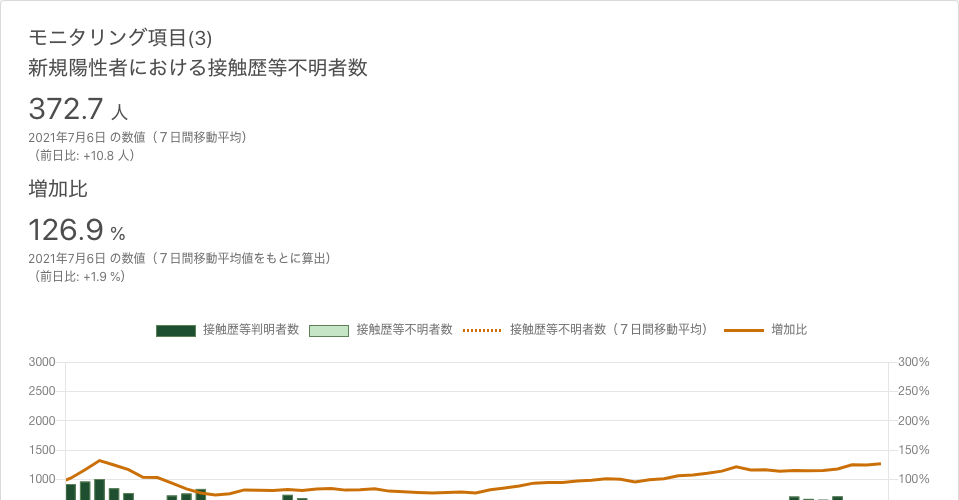 モニタリング項目(3)
新規陽性者における接触歴等不明者数
372.7 人
2021年7月6日 の数値（７日間移動平均）
（前日比: +10.8 人）
増加比
126.9 %
2021年7月6日 の数値（７日間移動平均値をもとに算出）
（前日比: +1.9 %）
接触歴等判明者数 接触歴等不明者数 接触歴等不明者数（７日間移動平均） 増加比
3000 300%
2500 250%
2000 200%
1500 150%
1000 100%